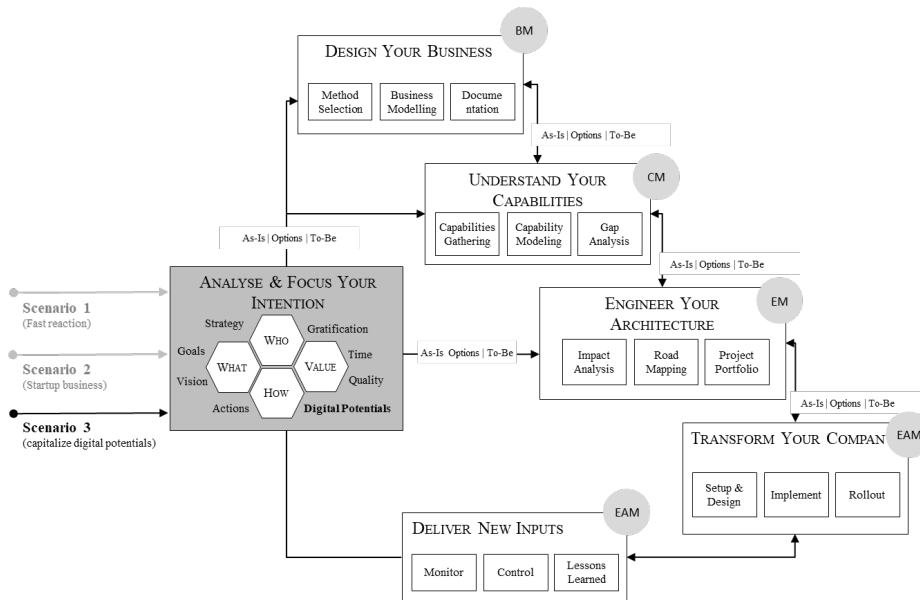 BM
DESIGN YOUR BUSINESS
Method
Selection
Business
Modelling
Docume
ntation
As-Is | Options | To-Be
CM
UNDERSTAND YOUR
CAPABILITIES
Capabilities
Gathering
Capability
Modeling
Gap
Analysis
As-Is | Options | To-Be
As-Is | Options | To-Be
ANALYSE & FOCUS YOUR
INTENTION
Strategy
WHO
Gratification
Goals
WHAT
VALUE
Time
Vision
Quality
HOW
Actions
Digital Potentials
Scenario 1
(Fast reaction)
Scenario 2
(Startup business)
Scenario 3
(capitalize digital potentials)
As-Is Options | To-Be
EM
ENGINEER YOUR
ARCHITECTURE
Impact
Analysis
Road
Mapping
Project
Portfolio
As-Is | Options | To-Be
EAM
TRANSFORM YOUR COMPAN
Setup &
Design
Implement
Rollout
EAM
DELIVER NEW INPUTS
Monitor
Control
Lessons
Learned